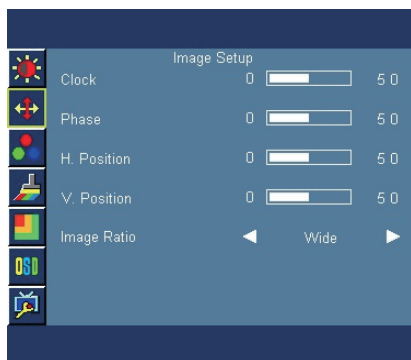 Image Setup
Clock 0 50
Phase 0 50
H. Position 0 50
V. Position 0 50
Image Ratio Wide
OSD